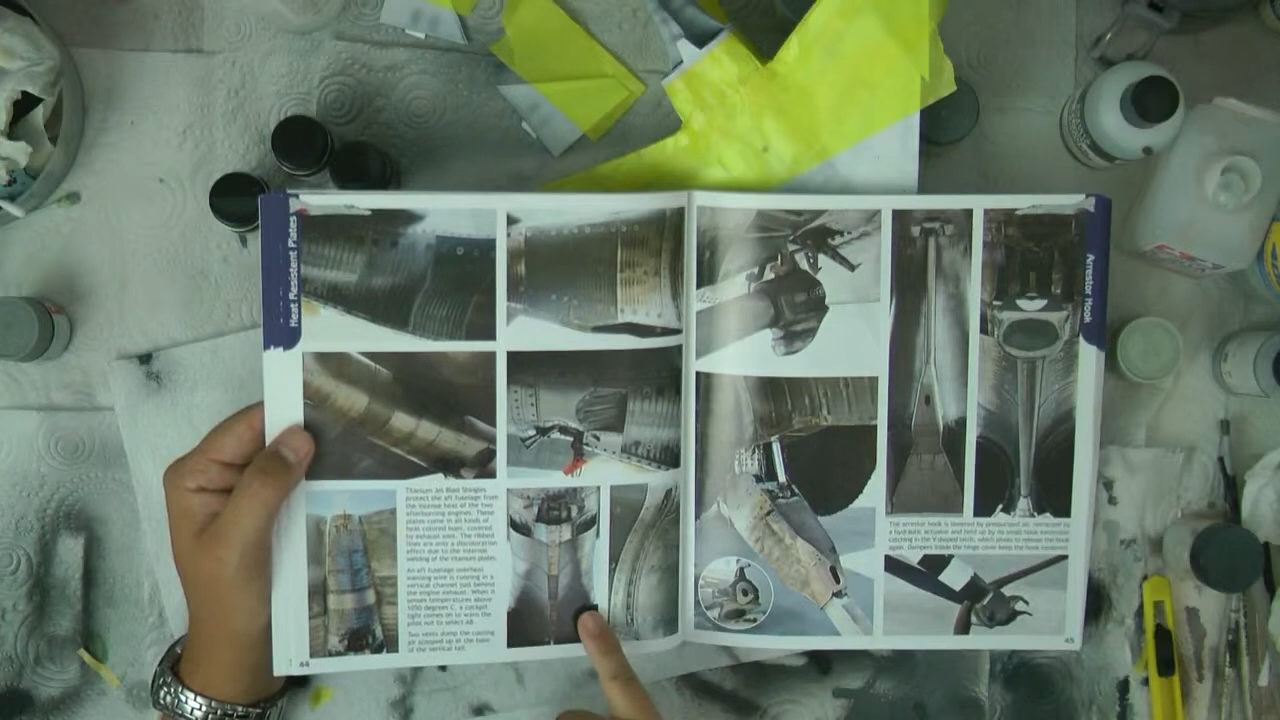 Heat Resistent Plates
Titanium Jet Blast Shingles
protect the aft fuselage from
the intense heat of the two
afterburning engines. These
plates come in all kinds of
heat colored hues, covered
by exhaust soot. The ribbed
lines are only a discoloration
effect due to the internal
welding of the titanium plates.
An aft fuselage overheat
warning wire is running in a
vertical channel just behind
the engine exhaust. When it
senses temperatures above
1050 degrees C, a cockpit
light comes on to warn the
pilot not to select AB.
Two vents dump the cooling
air scooped up at the base
of the vertical tail.
44
Arrestor Hook
The arrestor hook is lowered by pressurized air, retracted by
a hydraulic actuator and held up by its small hook extension
catching in the V-shaped latch, which pivots to release the hook
again. Dampers inside the hinge cover keep the hook centered.
45